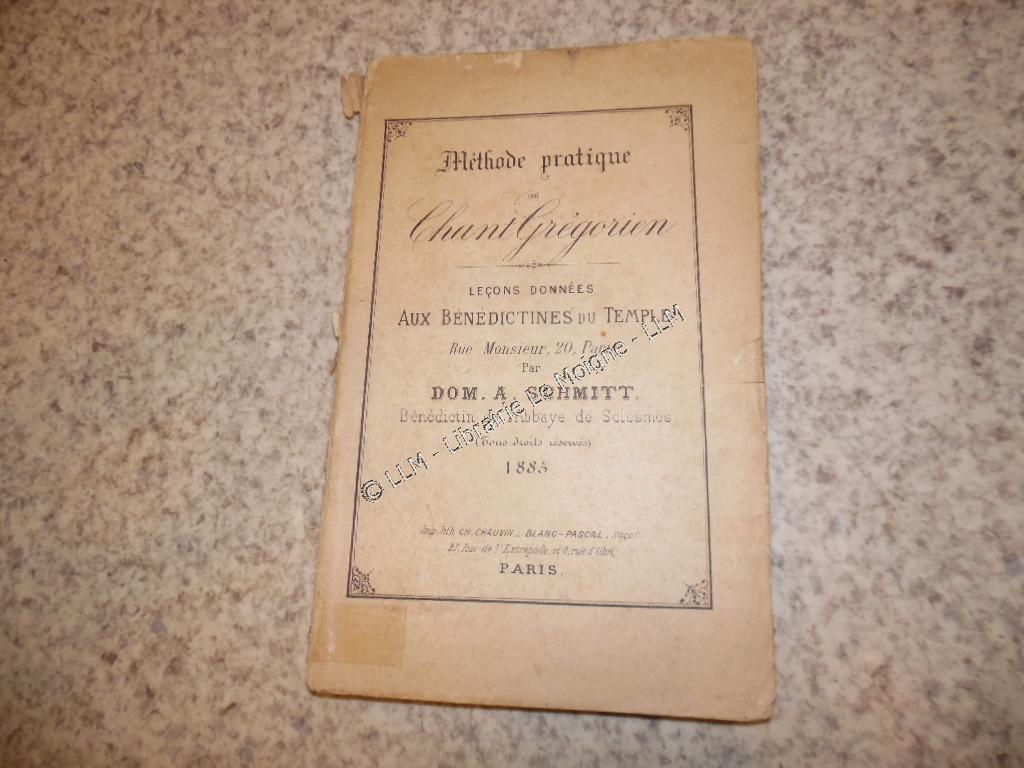 Méthode pratique
DE
Chant Grégorien
LEÇONS DONNÉES
AUX BÉNÉDICTINES DU TEMPLE
Rue Monsieur, 20, Paris
Par
DOM. A. SCHMITT.
Bénédictin de l'Abbaye de Solesmes
(Tous droits réservés)
1885
Imp. lith. CH. CHAUVIN _ BLANC-PASCAL, Succr
27, Rue de l'Estrapade, et 9, rue d'Ulm,
PARIS.
© LLM - Librairie Le Moigne - LLM